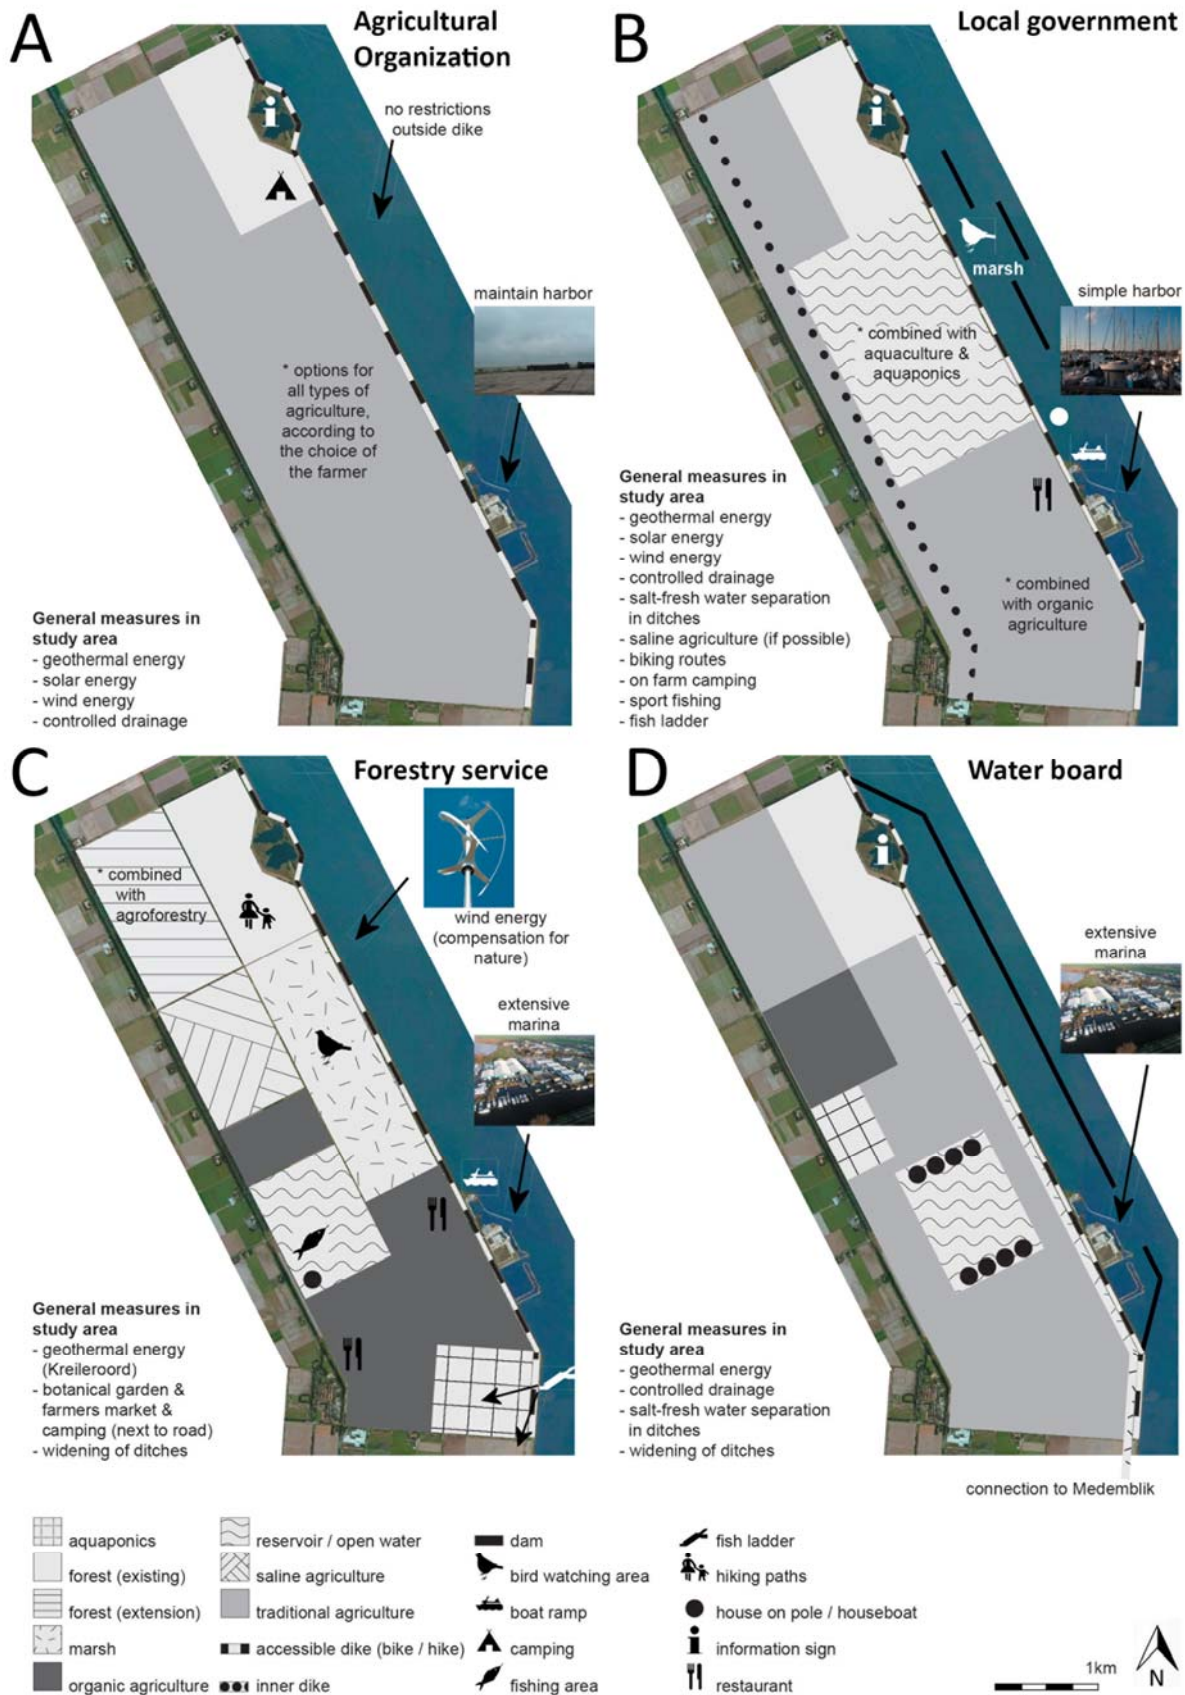 A
Agricultural
Organization
no restrictions
outside dike
maintain harbor
* options for
all types of
agriculture,
according to
the choice of
the farmer
General measures in
study area
- geothermal energy
- solar energy
- wind energy
- controlled drainage
B
Local government
marsh
simple harbor
* combined with
aquaculture &
aquaponics
General measures in
study area
- geothermal energy
- solar energy
- wind energy
- controlled drainage
- salt-fresh water separation
in ditches
- saline agriculture (if possible)
- biking routes
- on farm camping
- sport fishing
- fish ladder
* combined
with organic
agriculture
C
Forestry service
* combined
with
agroforestry
wind energy
(compensation for
nature)
extensive
marina
General measures in
study area
- geothermal energy
(Kreileroord)
- botanical garden &
farmers market &
camping (next to road)
- widening of ditches
D
Water board
extensive
marina
General measures in
study area
- geothermal energy
- controlled drainage
- salt-fresh water separation
in ditches
- widening of ditches
connection to Medemblik
aquaponics
forest (existing)
forest (extension)
marsh
organic agriculture
reservoir / open water
saline agriculture
traditional agriculture
accessible dike (bike / hike)
inner dike
dam
bird watching area
boat ramp
camping
fishing area
fish ladder
hiking paths
house on pole / houseboat
information sign
restaurant
1km
N